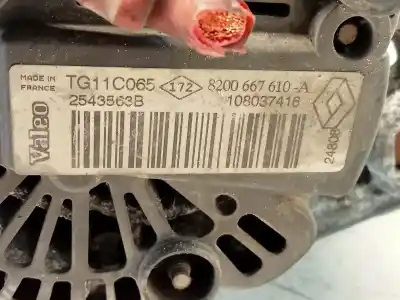 MADE IN
FRANCE
TG11C065 172 8200 667 610-A
2543563B 108037416
Valeo
24808